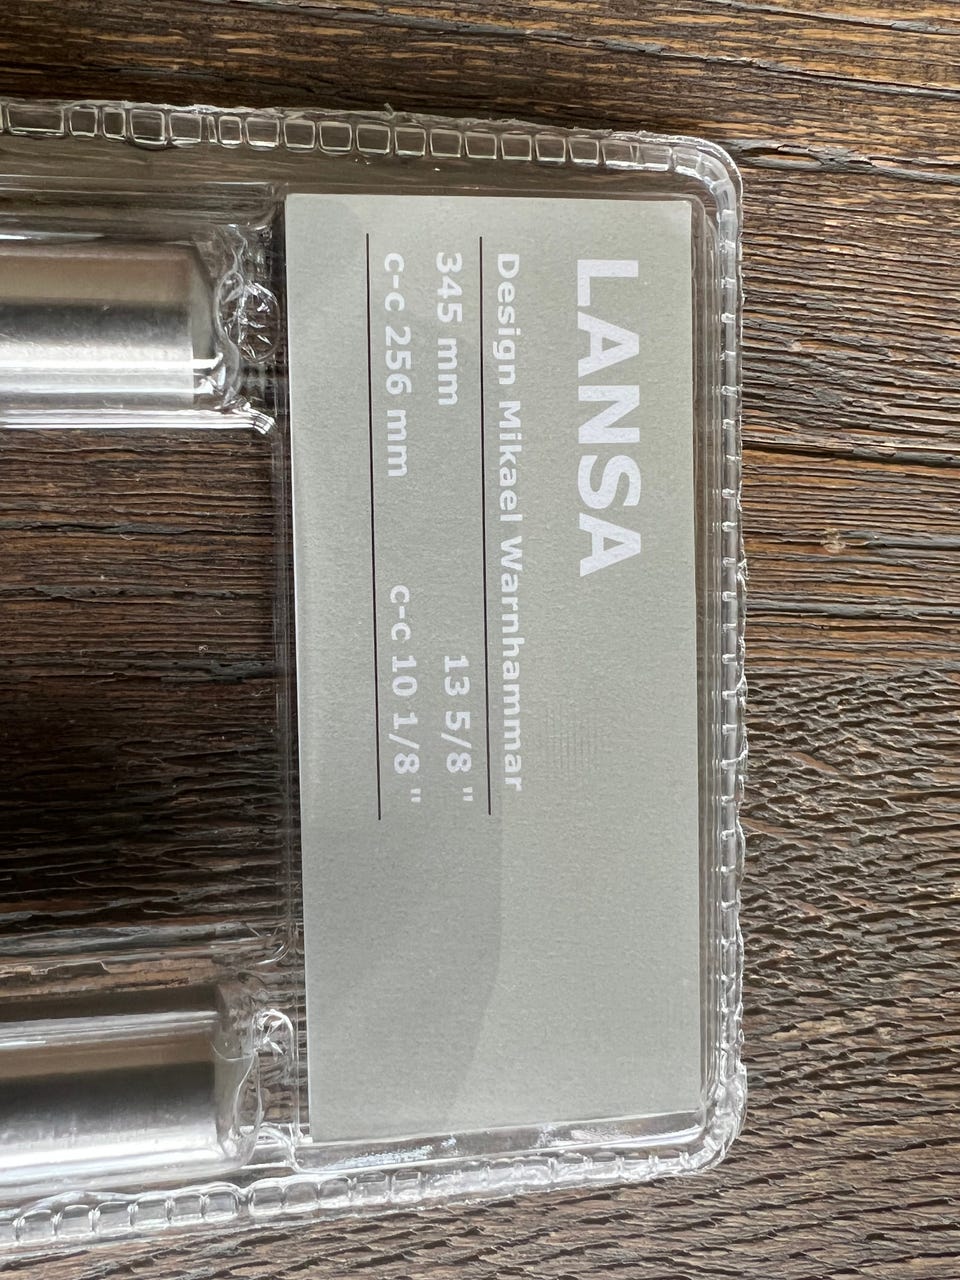 LANSA
Design Mikael Warnhammar
345 mm 13 5/8"
c-c 256 mm c-c 10 1/8"